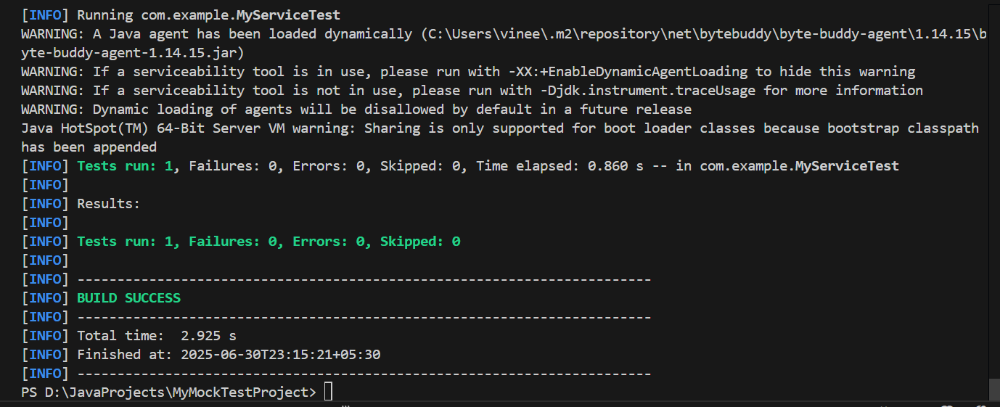 [INFO] Running com.example.MyServiceTest
WARNING: A Java agent has been loaded dynamically (C:\Users\vinee\.m2\repository\net\bytebuddy\byte-buddy-agent\1.14.15\b
yte-buddy-agent-1.14.15.jar)
WARNING: If a serviceability tool is in use, please run with -XX:+EnableDynamicAgentLoading to hide this warning
WARNING: If a serviceability tool is not in use, please run with -Djdk.instrument.traceUsage for more information
WARNING: Dynamic loading of agents will be disallowed by default in a future release
Java HotSpot(TM) 64-Bit Server VM warning: Sharing is only supported for boot loader classes because bootstrap classpath
has been appended
[INFO] Tests run: 1, Failures: 0, Errors: 0, Skipped: 0, Time elapsed: 0.860 s -- in com.example.MyServiceTest
[INFO]
[INFO] Results:
[INFO]
[INFO] Tests run: 1, Failures: 0, Errors: 0, Skipped: 0
[INFO]
[INFO] ------------------------------------------------------------------------
[INFO] BUILD SUCCESS
[INFO] ------------------------------------------------------------------------
[INFO] Total time:  2.925 s
[INFO] Finished at: 2025-06-30T23:15:21+05:30
[INFO] ------------------------------------------------------------------------
PS D:\JavaProjects\MyMockTestProject>